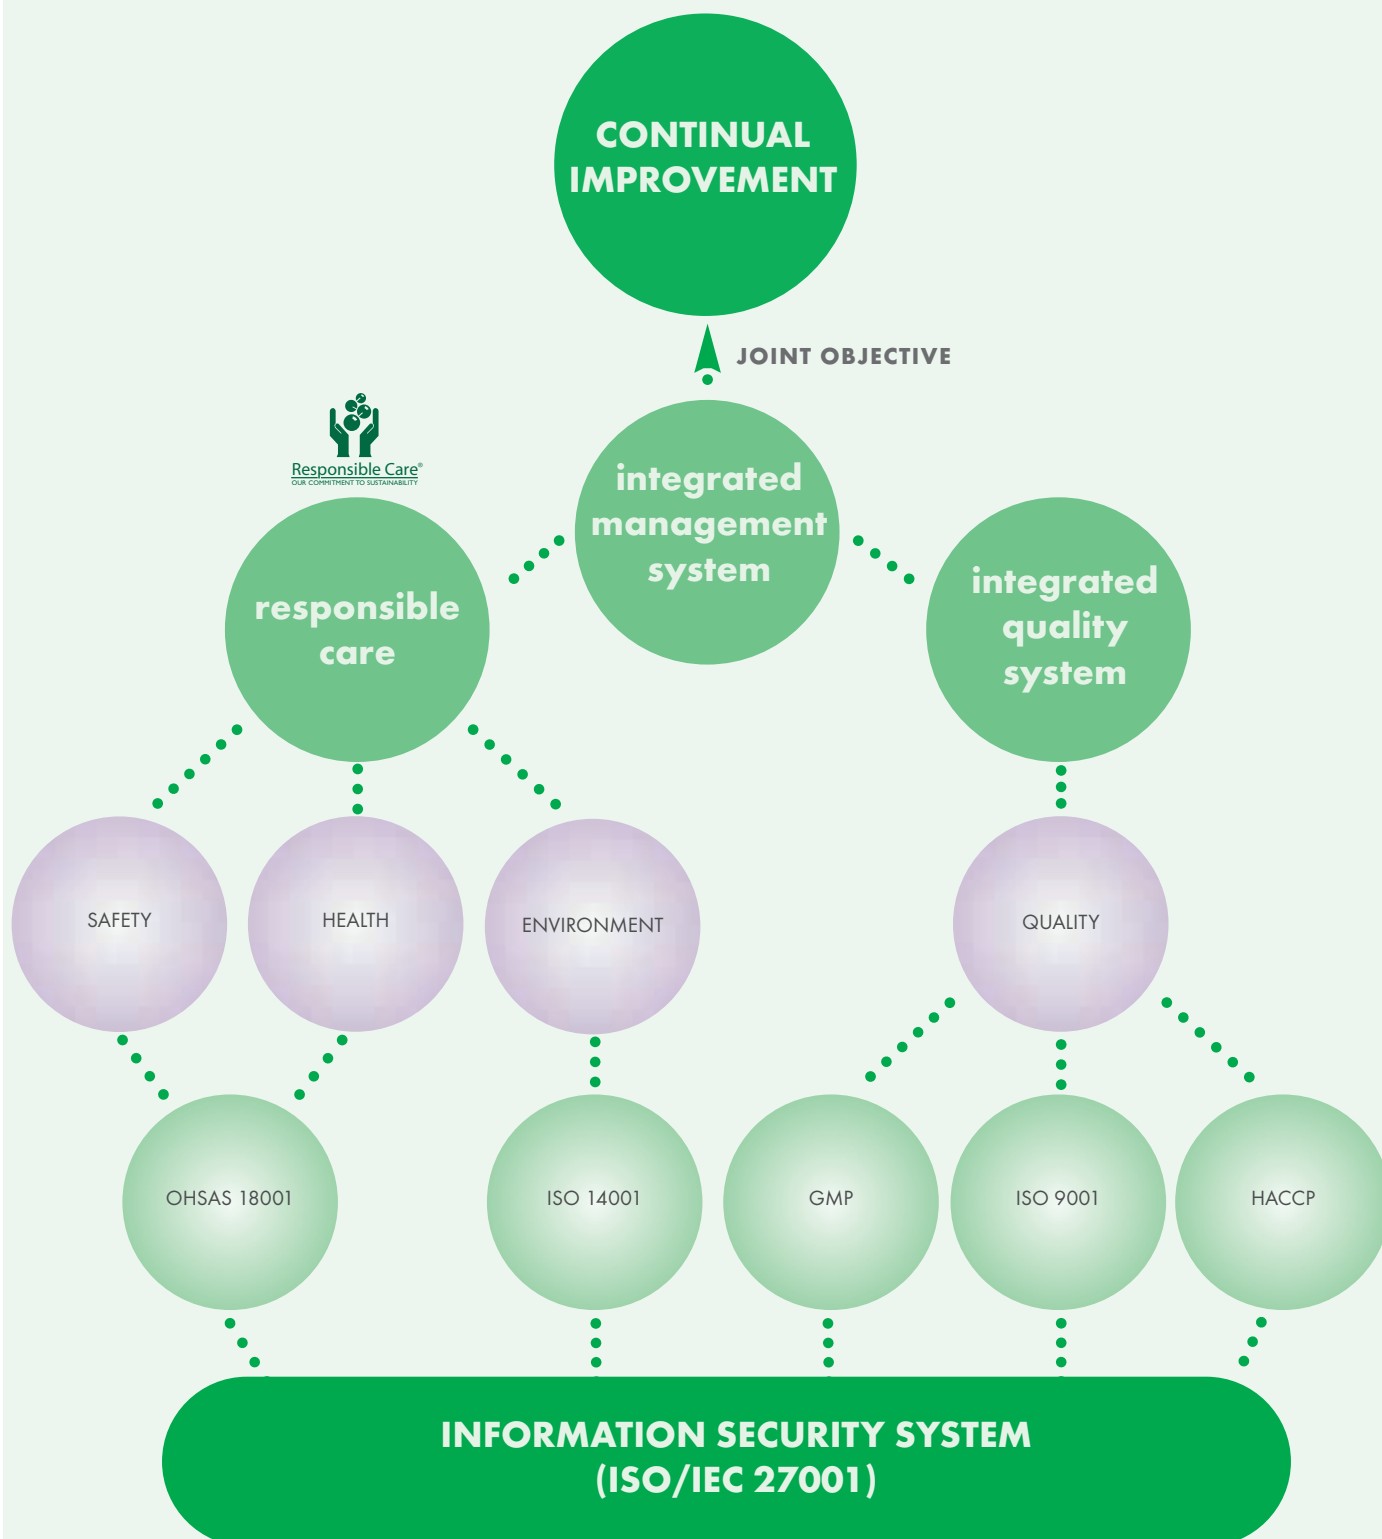 CONTINUAL
IMPROVEMENT
JOINT OBJECTIVE
Responsible Care®
OUR COMMITMENT TO SUSTAINABILITY
integrated
management
system
responsible
care
integrated
quality
system
SAFETY
HEALTH
ENVIRONMENT
QUALITY
OHSAS 18001
ISO 14001
GMP
ISO 9001
HACCP
INFORMATION SECURITY SYSTEM
(ISO/IEC 27001)